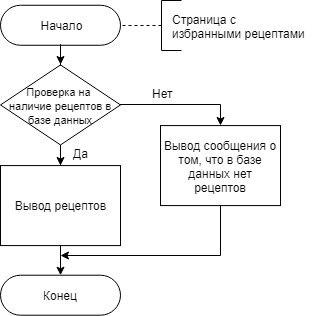 Начало
Страница с
избранными рецептами
Проверка на
наличие рецептов в
базе данных
Нет
Да
Вывод сообщения о
том, что в базе
данных нет
рецептов
Вывод рецептов
Конец